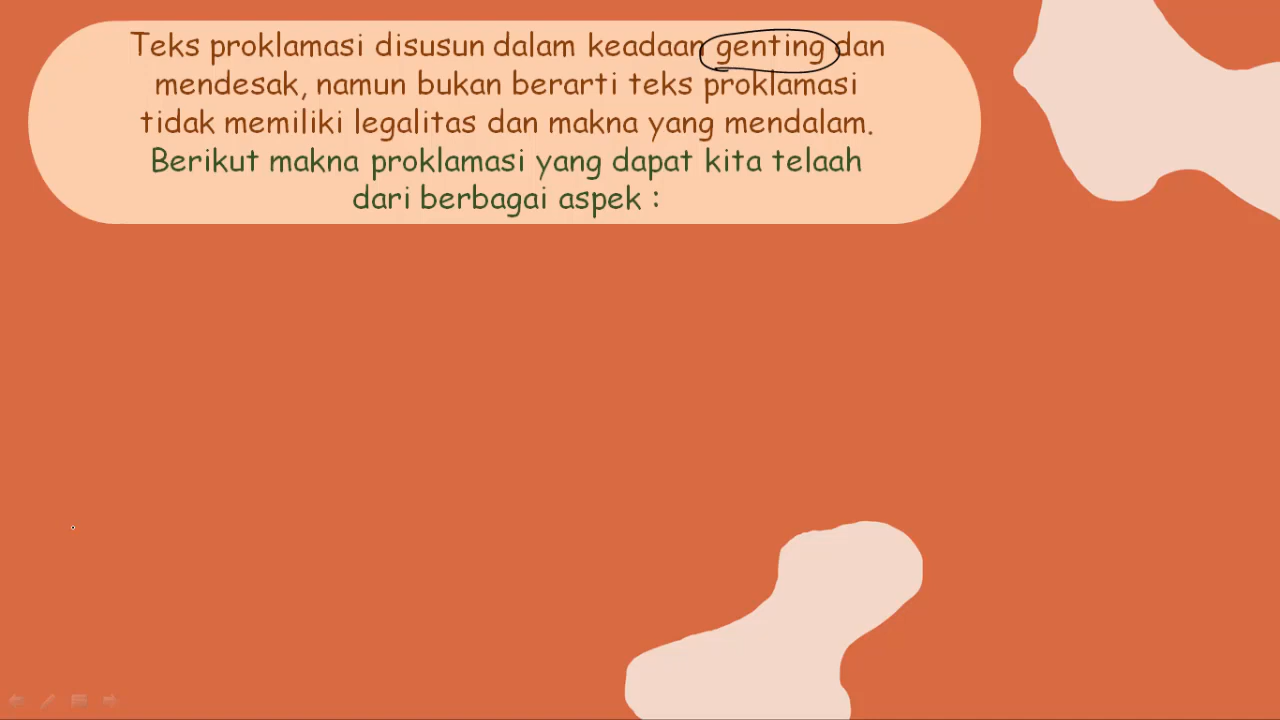 Teks proklamasi disusun dalam keadaan genting dan
mendesak, namun bukan berarti teks proklamasi
tidak memiliki legalitas dan makna yang mendalam.
Berikut makna proklamasi yang dapat kita telaah
dari berbagai aspek :